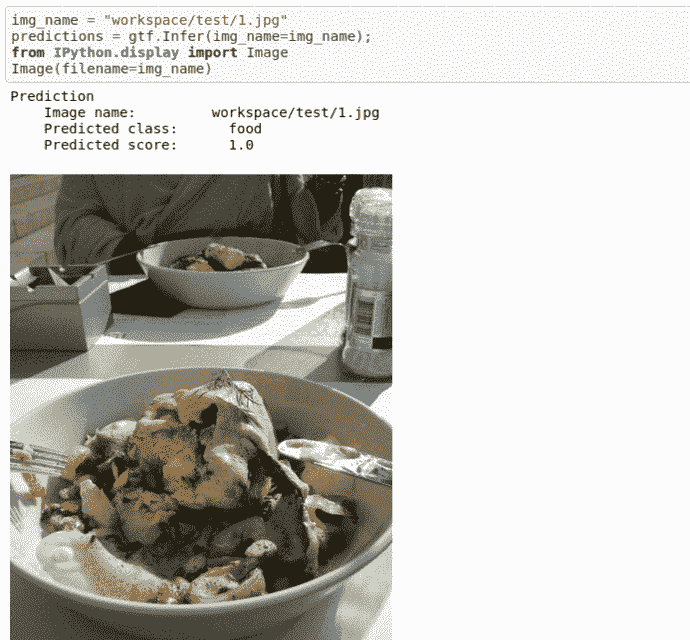 img_name = "workspace/test/1.jpg"
predictions = gtf.Infer(img_name=img_name);
from IPython.display import Image
Image(filename=img_name)
Prediction
Image name: workspace/test/1.jpg
Predicted class: food
Predicted score: 1.0